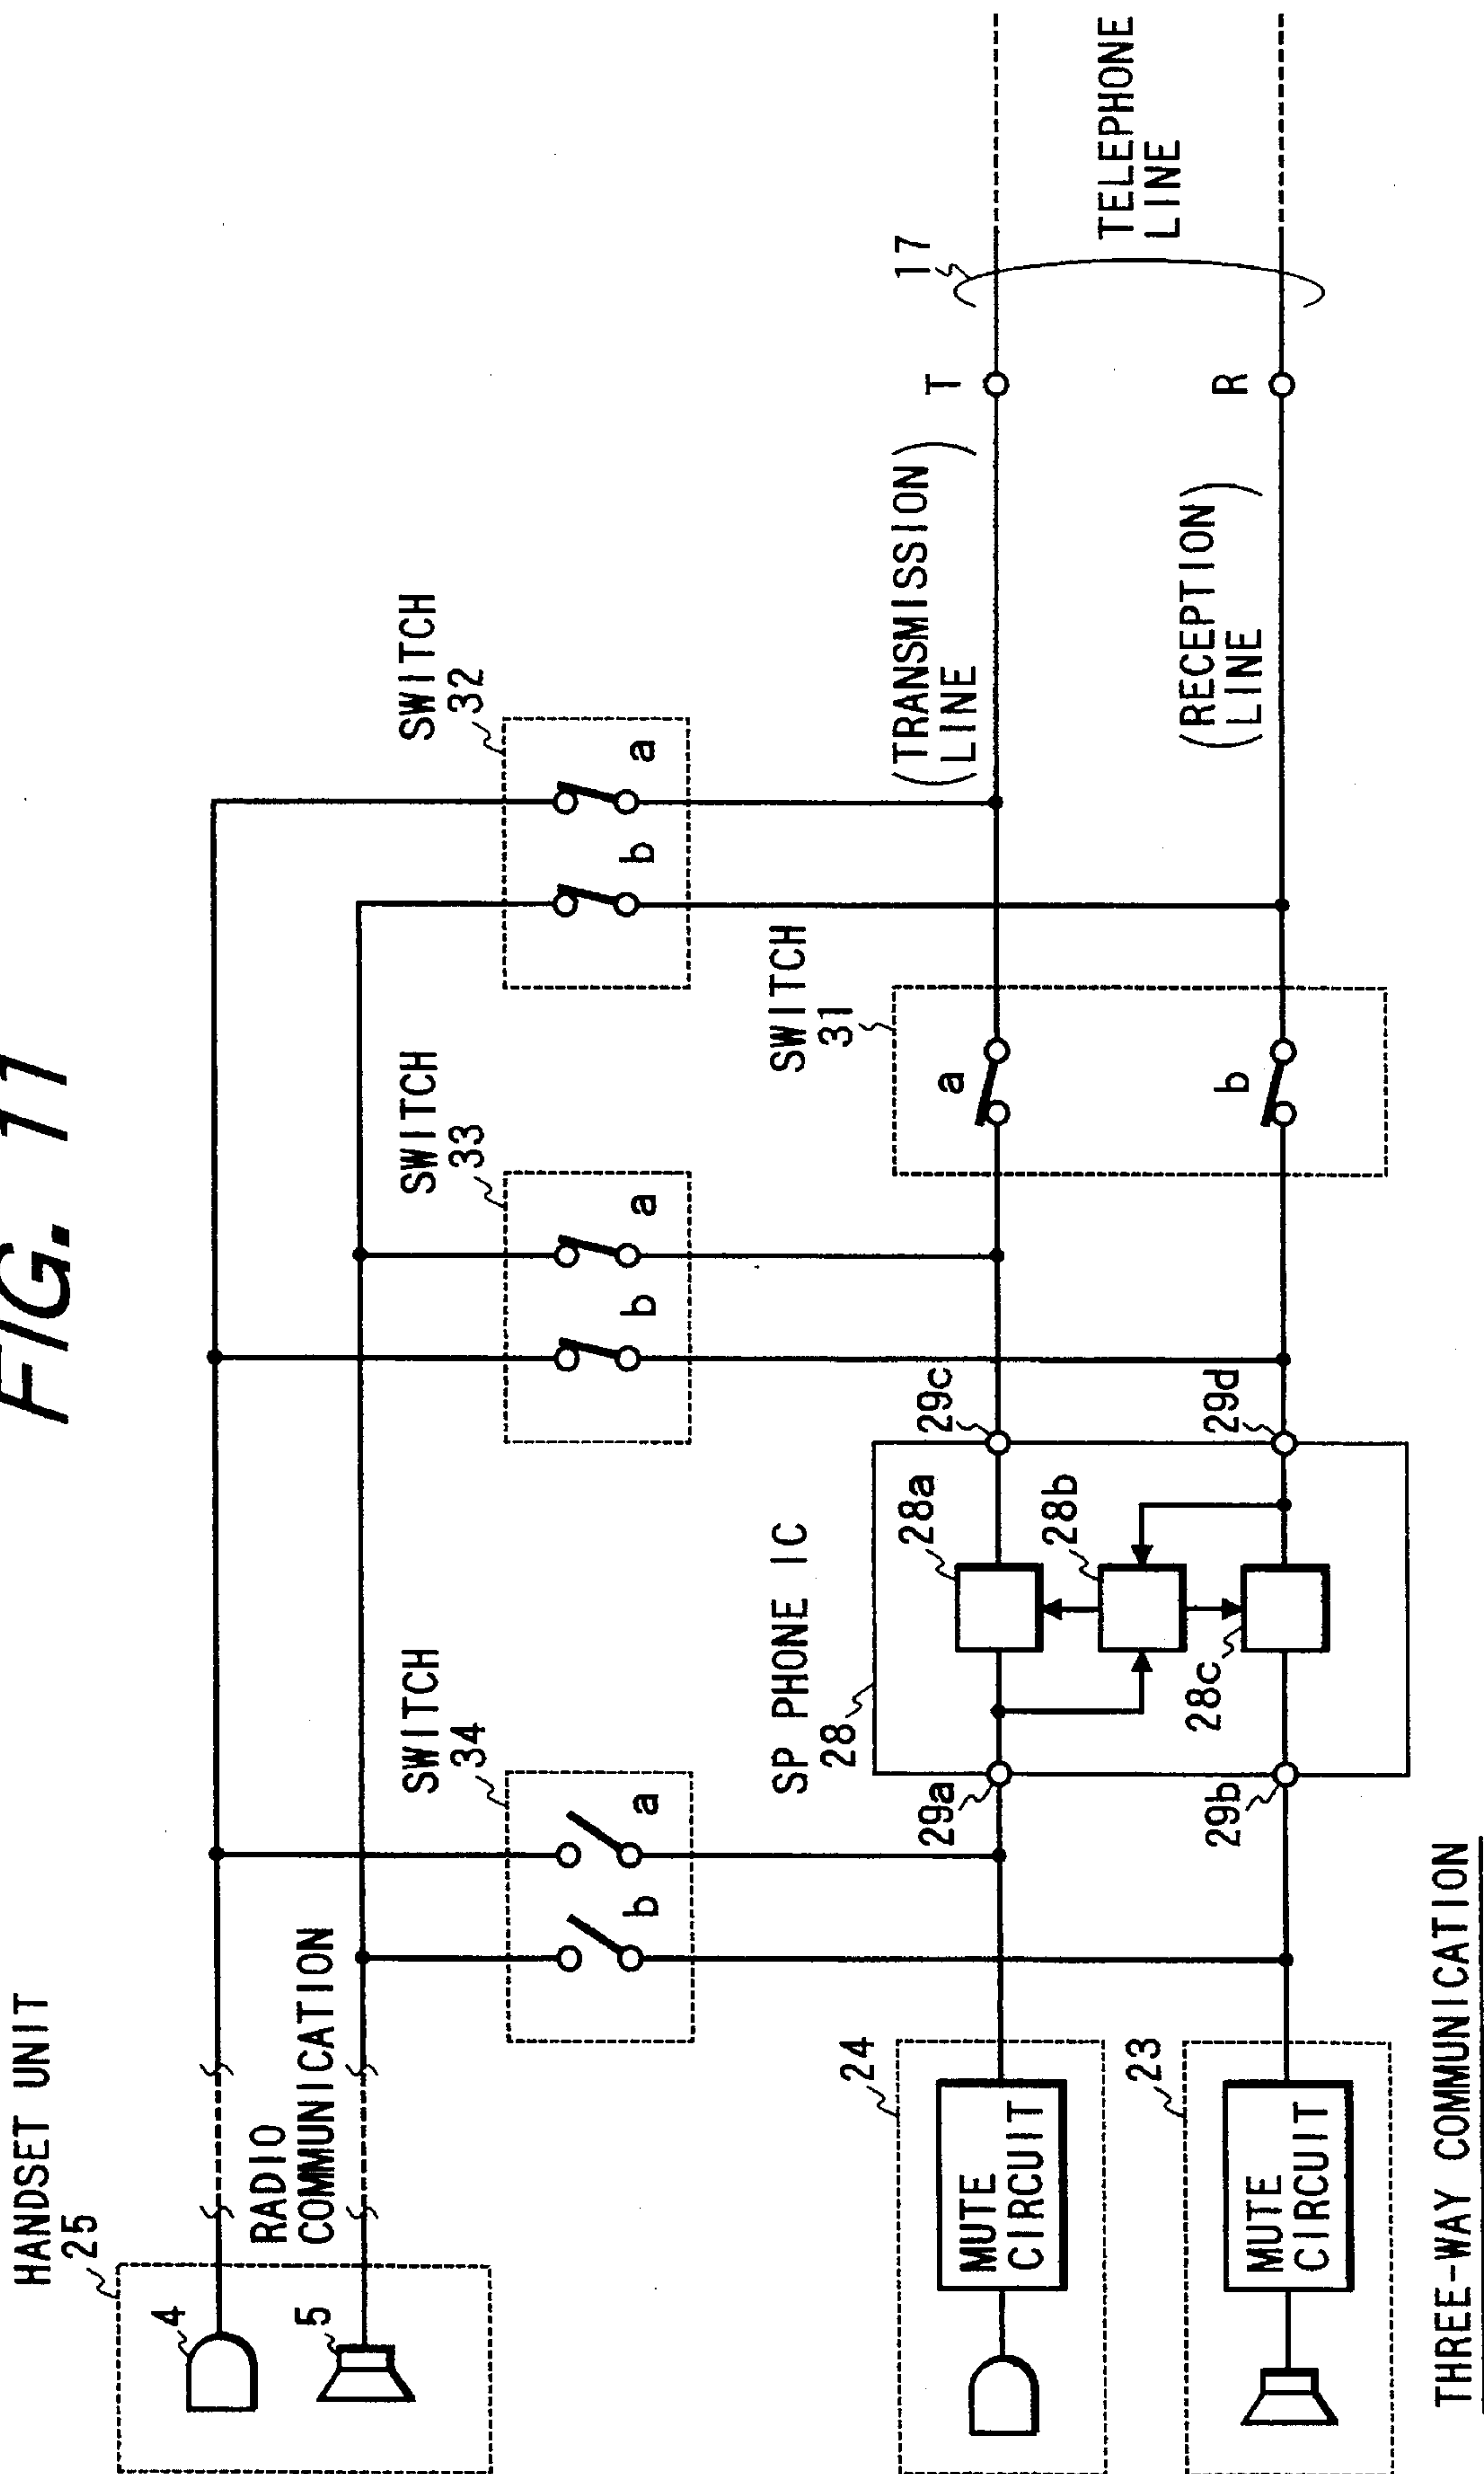 FIG. 11
HANDSET UNIT
25
4
5
RADIO
COMMUNICATION
SWITCH
34
a
b
SWITCH
33
a
b
SWITCH
32
a
b
SWITCH
31
a
b
SP PHONE IC
28
28a
28b
28c
29a
29b
29c
29d
24
MUTE
CIRCUIT
23
MUTE
CIRCUIT
(TRANSMISSION
LINE)
T
(RECEPTION
LINE)
R
17
TELEPHONE
LINE
THREE-WAY COMMUNICATION